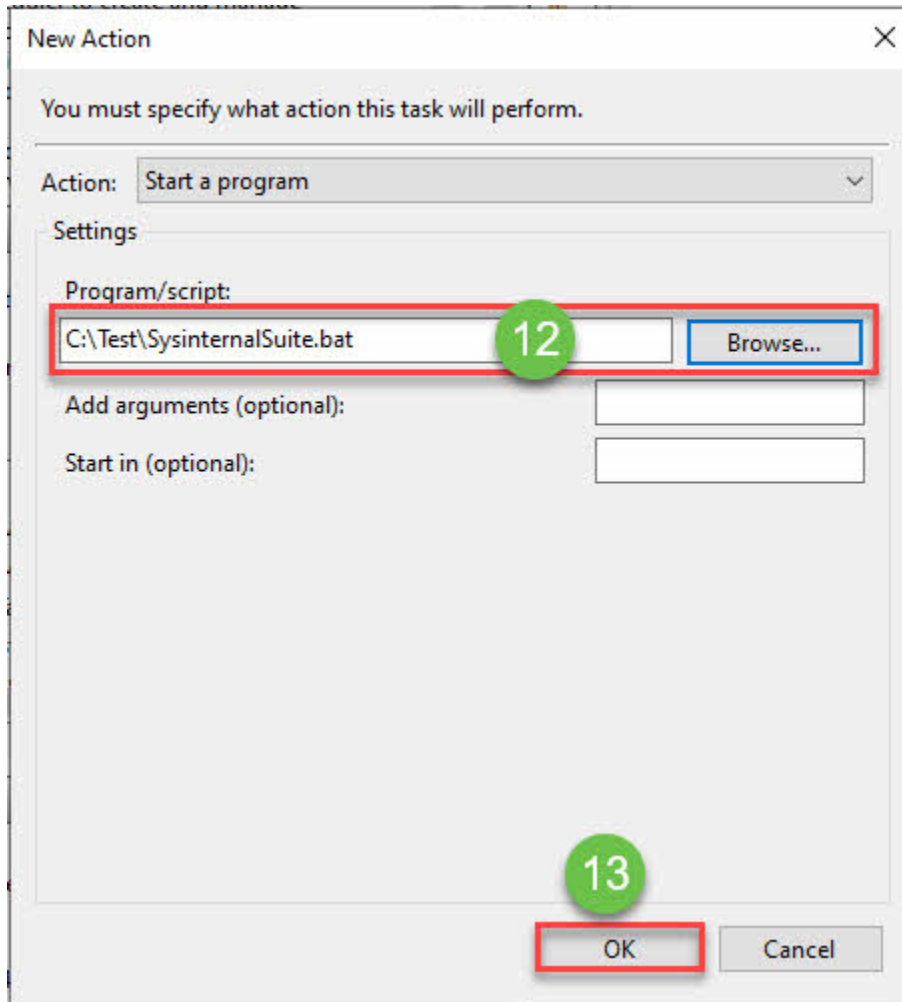 New Action
You must specify what action this task will perform.
Action: Start a program
Settings
Program/script:
C:\Test\SysinternalSuite.bat 12 Browse...
Add arguments (optional):
Start in (optional):
13
OK Cancel